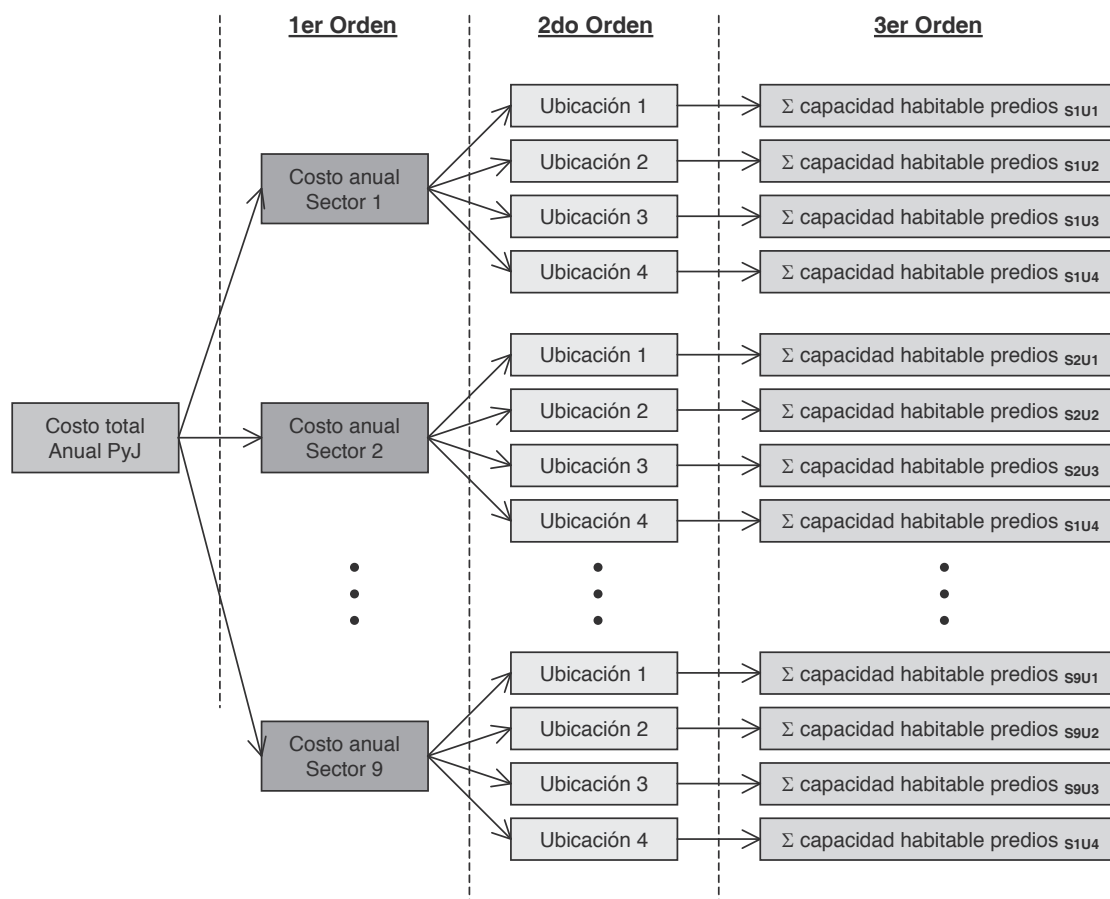 1er Orden
2do Orden
3er Orden
Costo total
Anual PyJ
Costo anual
Sector 1
Ubicación 1
Σ capacidad habitable predios S1U1
Ubicación 2
Σ capacidad habitable predios S1U2
Ubicación 3
Σ capacidad habitable predios S1U3
Ubicación 4
Σ capacidad habitable predios S1U4
Costo anual
Sector 2
Ubicación 1
Σ capacidad habitable predios S2U1
Ubicación 2
Σ capacidad habitable predios S2U2
Ubicación 3
Σ capacidad habitable predios S2U3
Ubicación 4
Σ capacidad habitable predios S1U4
Costo anual
Sector 9
Ubicación 1
Σ capacidad habitable predios S9U1
Ubicación 2
Σ capacidad habitable predios S9U2
Ubicación 3
Σ capacidad habitable predios S9U3
Ubicación 4
Σ capacidad habitable predios S1U4